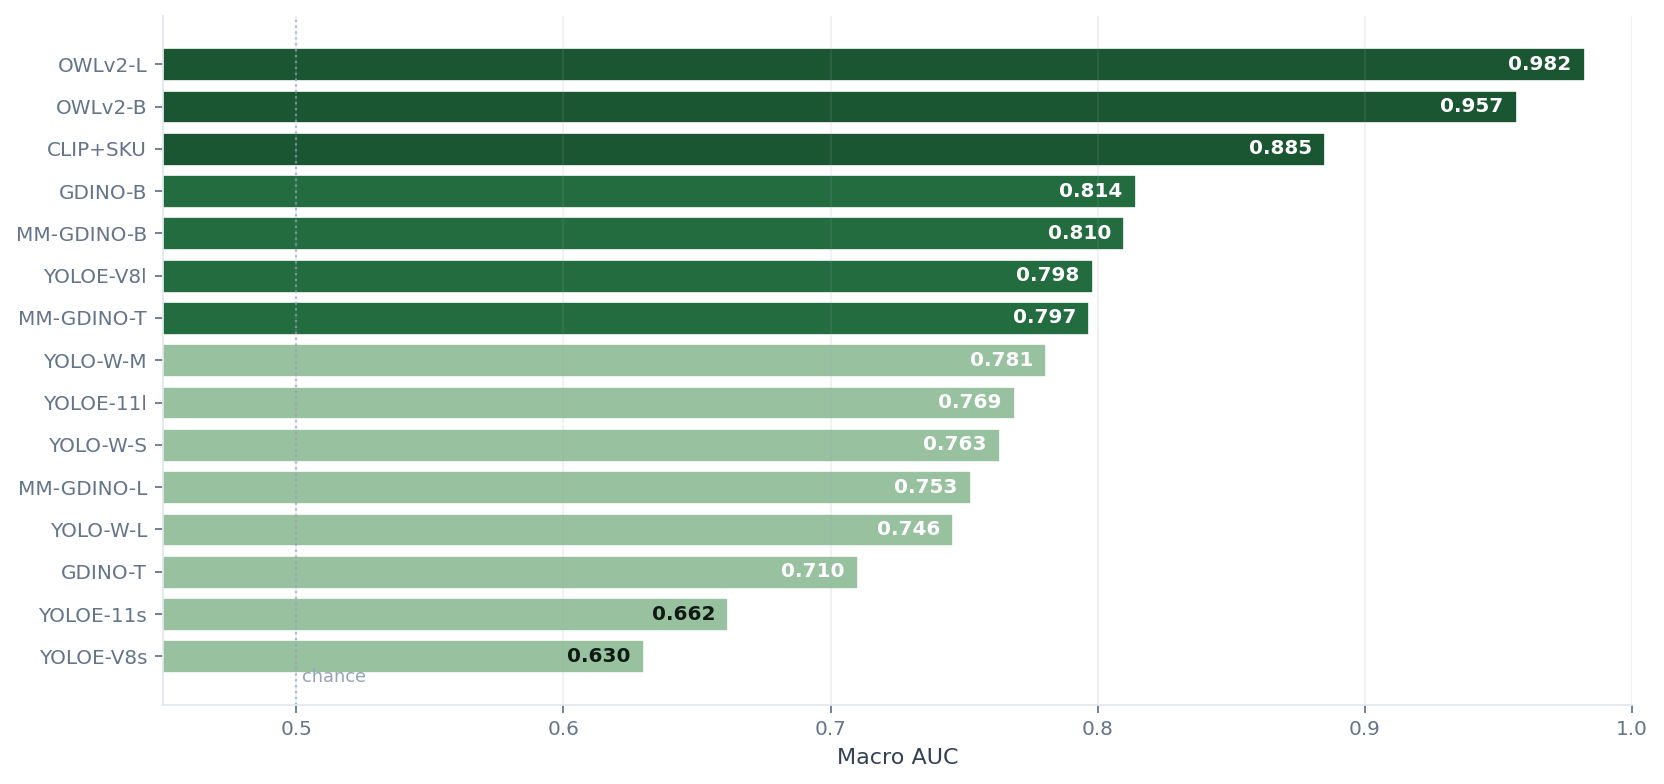 OWLv2-L 0.982
OWLv2-B 0.957
CLIP+SKU 0.885
GDINO-B 0.814
MM-GDINO-B 0.810
YOLOE-V8l 0.798
MM-GDINO-T 0.797
YOLO-W-M 0.781
YOLOE-11l 0.769
YOLO-W-S 0.763
MM-GDINO-L 0.753
YOLO-W-L 0.746
GDINO-T 0.710
YOLOE-11s 0.662
YOLOE-V8s 0.630
chance
0.5 0.6 0.7 0.8 0.9 1.0
Macro AUC